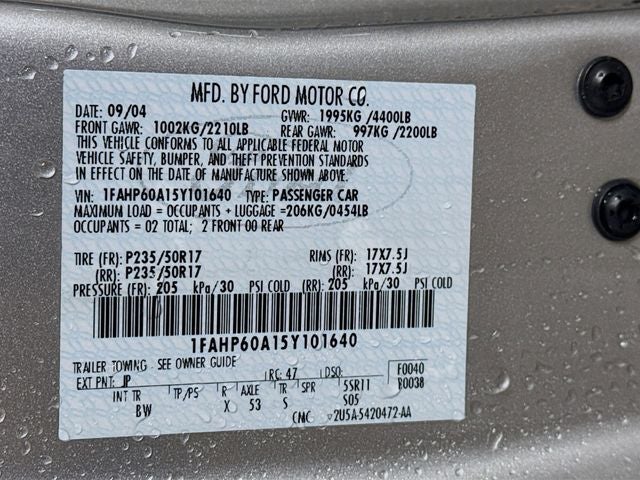 MFD. BY FORD MOTOR CO.
DATE: 09/04 GVWR: 1995KG /4400LB
FRONT GAWR: 1002KG/2210LB REAR GAWR: 997KG /2200LB
THIS VEHICLE CONFORMS TO ALL APPLICABLE FEDERAL MOTOR
VEHICLE SAFETY, BUMPER, AND THEFT PREVENTION STANDARDS
IN EFFECT ON THE DATE OF MANUFACTURE SHOWN ABOVE.
VIN: 1FAHP60A15Y101640 TYPE: PASSENGER CAR
MAXIMUM LOAD = OCCUPANTS + LUGGAGE =206KG/0454LB
OCCUPANTS = 02 TOTAL; 2 FRONT 00 REAR
TIRE (FR): P235/50R17 RIMS (FR): 17X7.5J
(RR): P235/50R17 (RR): 17X7.5J
PRESSURE (FR): 205 kPa/30 PSI COLD (RR): 205 kPa/30 PSI COLD
1FAHP60A15Y101640
TRAILER TOWING - SEE OWNER GUIDE
EXT PNT: JP RC: 47 DSO: F0040
INT TR TP/PS R AXLE TR SPR 5SR11 R0038
BW X 53 S S05
CMC ▽2U5A-5420472-AA